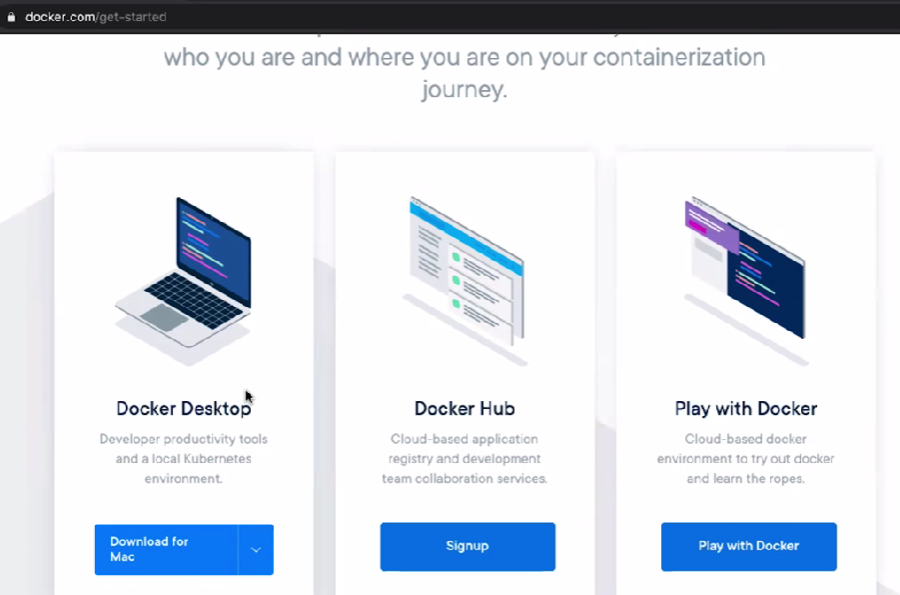 docker.com/get-started
who you are and where you are on your containerization
journey.
Docker Desktop
Developer productivity tools
and a local Kubernetes
environment.
Download for
Mac
Docker Hub
Cloud-based application
registry and development
team collaboration services.
Signup
Play with Docker
Cloud-based docker
environment to try out docker
and learn the ropes.
Play with Docker